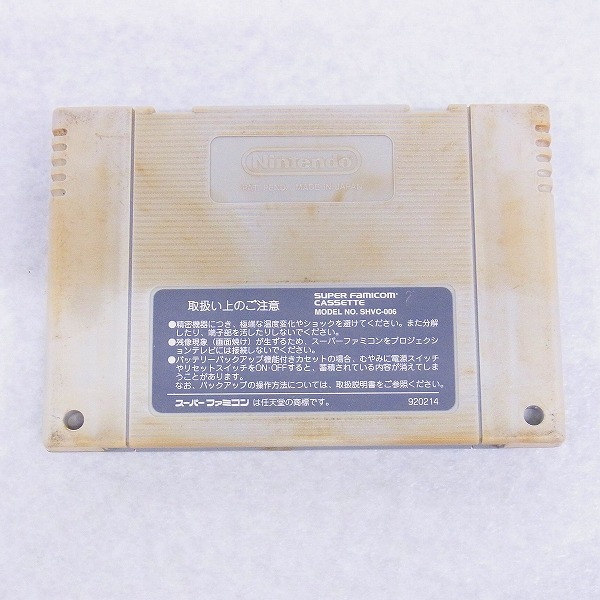 Nintendo
PAT. PEND. MADE IN JAPAN
取扱い上のご注意
SUPER FAMICOM
CASSETTE
MODEL NO. SHVC-006
●精密機器につき、極端な温度変化やショックを避けてください。また分解
したり、端子部を汚したりしないでください。
●残像現象（画面焼け）が生ずるため、スーパーファミコンをプロジェクシ
ョンテレビには接続しないでください。
●バッテリーバックアップ機能付きカセットの場合、むやみに電源スイッチ
やリセットスイッチをON・OFFすると、蓄積されている内容が消えてしま
うことがあります。
なお、バックアップの操作方法については、取扱説明書をご参照ください。
スーパーファミコン は任天堂の商標です。
920214